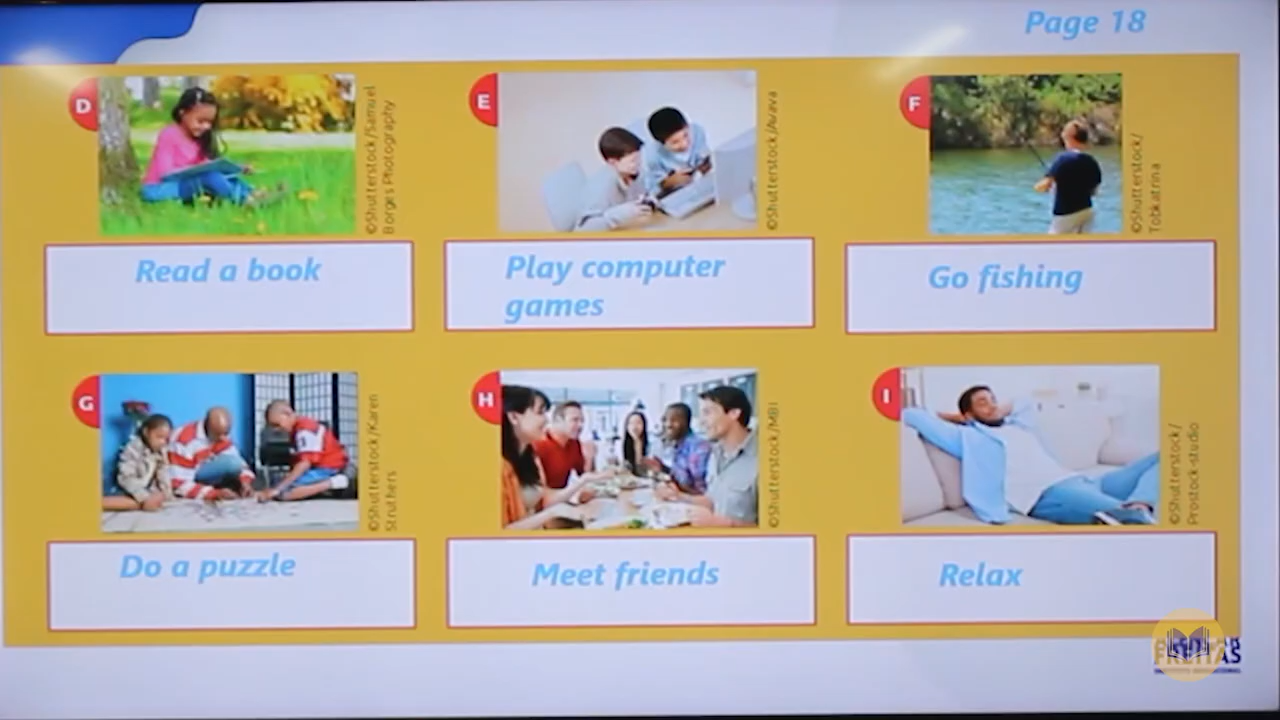 Page 18
D
©Shutterstock/Samuel
Borges Photography
E
©Shutterstock/Avava
F
©Shutterstock/
Tobkatrina
Read a book
Play computer
games
Go fishing
G
©Shutterstock/Karen
Struthers
H
©Shutterstock/MBI
I
©Shutterstock/
Prostock-studio
Do a puzzle
Meet friends
Relax
FREITAS